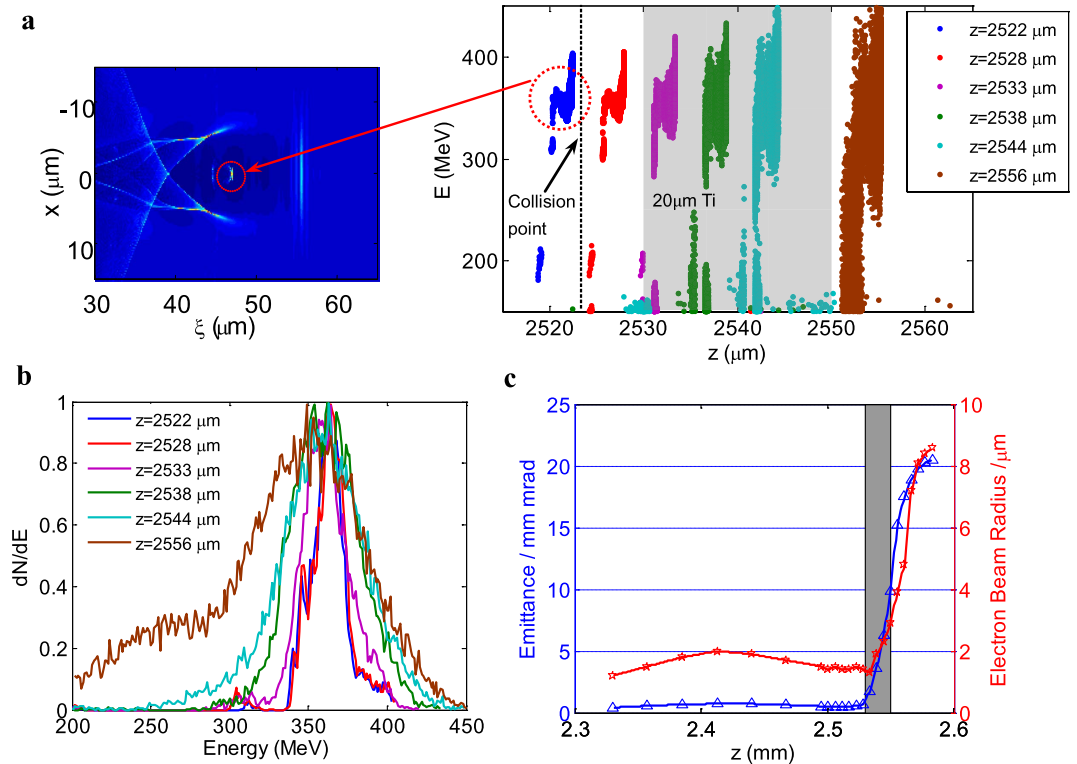 a
-10
0
10
x (μm)
30 40 50 60
ξ (μm)
400
300
200
E (MeV)
Collision
point
20μm Ti
2520 2530 2540 2550 2560
z (μm)
z=2522 μm
z=2528 μm
z=2533 μm
z=2538 μm
z=2544 μm
z=2556 μm
b
1
0.8
0.6
0.4
0.2
0
dN/dE
z=2522 μm
z=2528 μm
z=2533 μm
z=2538 μm
z=2544 μm
z=2556 μm
200 250 300 350 400 450
Energy (MeV)
c
25
20
15
10
5
0
Emittance / mm mrad
10
8
6
4
2
0
Electron Beam Radius /μm
2.3 2.4 2.5 2.6
z (mm)